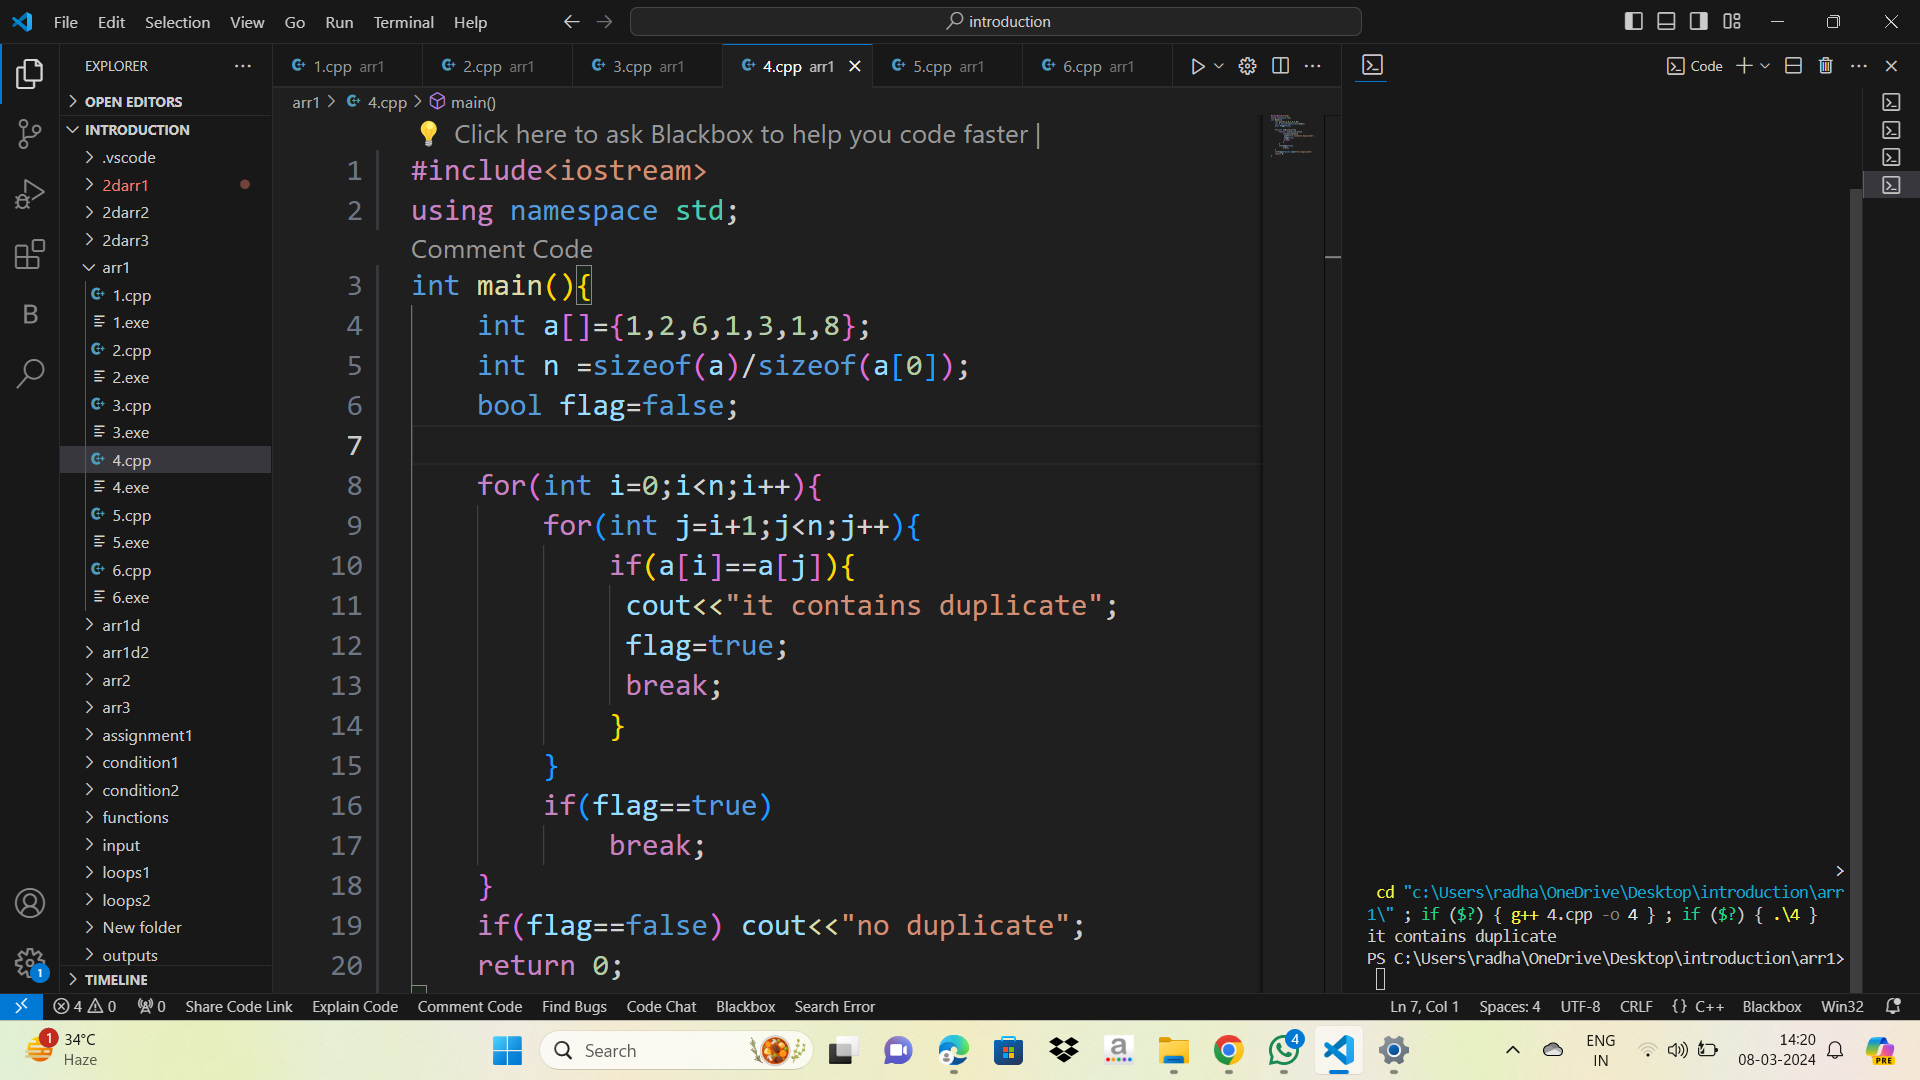 File Edit Selection View Go Run Terminal Help
introduction
EXPLORER
OPEN EDITORS
INTRODUCTION
.vscode
2darr1
2darr2
2darr3
arr1
1.cpp
1.exe
2.cpp
2.exe
3.cpp
3.exe
4.cpp
4.exe
5.cpp
5.exe
6.cpp
6.exe
arr1d
arr1d2
arr2
arr3
assignment1
condition1
condition2
functions
input
loops1
loops2
New folder
outputs
TIMELINE
1.cpp arr1 2.cpp arr1 3.cpp arr1 4.cpp arr1 5.cpp arr1 6.cpp arr1
arr1 > 4.cpp > main()
Click here to ask Blackbox to help you code faster |
1 #include<iostream>
2 using namespace std;
Comment Code
3 int main(){
4 int a[]={1,2,6,1,3,1,8};
5 int n =sizeof(a)/sizeof(a[0]);
6 bool flag=false;
7
8 for(int i=0;i<n;i++){
9 for(int j=i+1;j<n;j++){
10 if(a[i]==a[j]){
11 cout<<"it contains duplicate";
12 flag=true;
13 break;
14 }
15 }
16 if(flag==true)
17 break;
18 }
19 if(flag==false) cout<<"no duplicate";
20 return 0;
Code
>
cd "c:\Users\radha\OneDrive\Desktop\introduction\arr
1\" ; if ($?) { g++ 4.cpp -o 4 } ; if ($?) { .\4 }
it contains duplicate
PS C:\Users\radha\OneDrive\Desktop\introduction\arr1>
1
4 0 0 Share Code Link Explain Code Comment Code Find Bugs Code Chat Blackbox Search Error
Ln 7, Col 1 Spaces: 4 UTF-8 CRLF {} C++ Blackbox Win32
1
34°C
Haze
Search
a
4
ENG
IN
14:20
08-03-2024
PRE